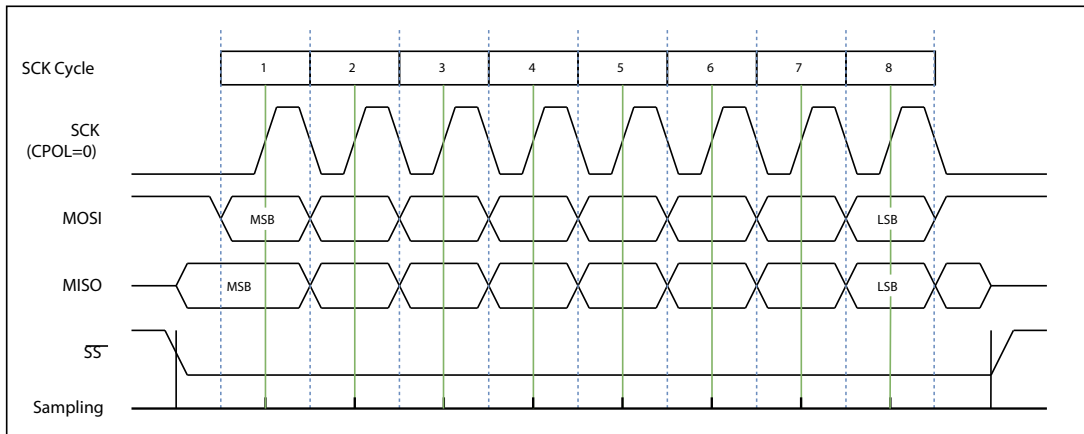 SCK Cycle 1 2 3 4 5 6 7 8
SCK
(CPOL=0)
MOSI MSB LSB
MISO MSB LSB
S̅S̅
Sampling